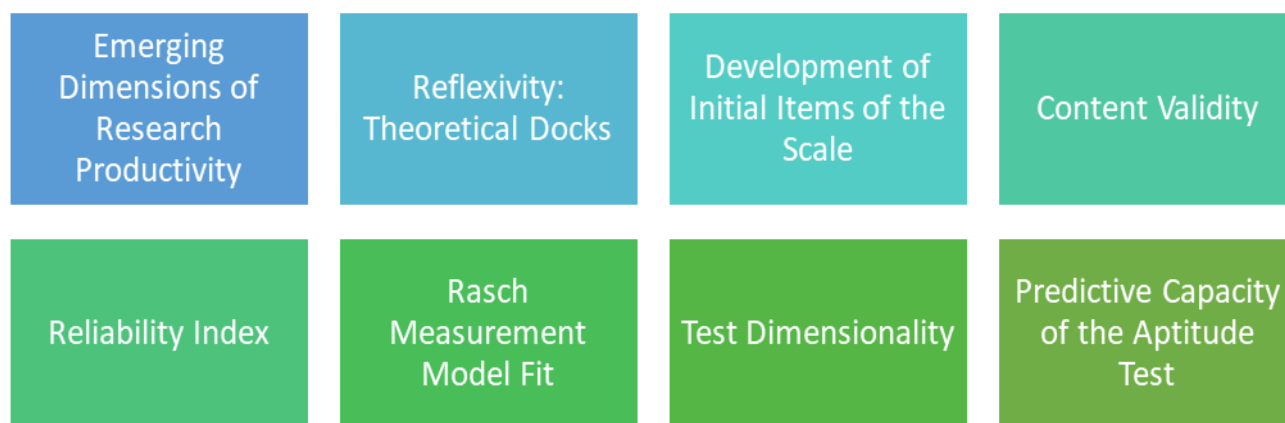 Emerging
Dimensions of
Research
Productivity
Reflexivity:
Theoretical Docks
Development of
Initial Items of the
Scale
Content Validity
Reliability Index
Rasch
Measurement
Model Fit
Test Dimensionality
Predictive Capacity
of the Aptitude
Test